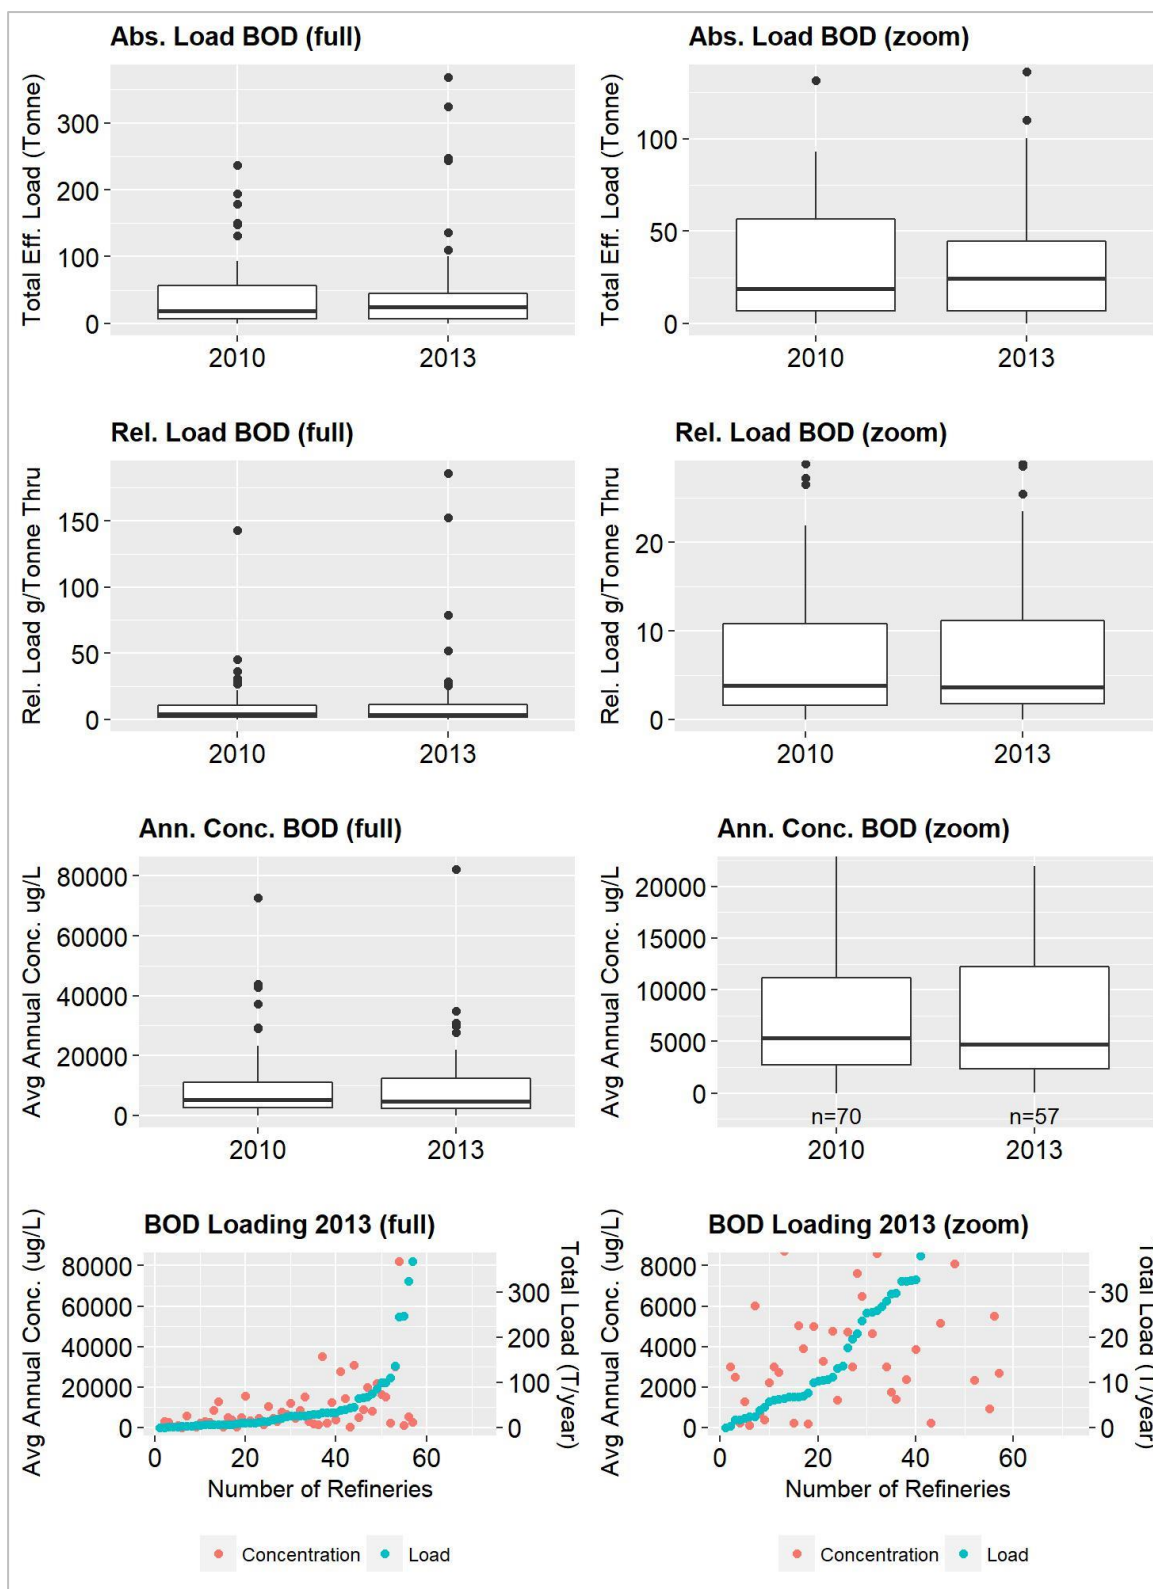 Abs. Load BOD (full)
Total Eff. Load (Tonne)
300
200
100
0
2010
2013
Abs. Load BOD (zoom)
Total Eff. Load (Tonne)
100
50
0
2010
2013
Rel. Load BOD (full)
Rel. Load g/Tonne Thru
150
100
50
0
2010
2013
Rel. Load BOD (zoom)
Rel. Load g/Tonne Thru
20
10
0
2010
2013
Ann. Conc. BOD (full)
Avg Annual Conc. ug/L
80000
60000
40000
20000
0
2010
2013
Ann. Conc. BOD (zoom)
Avg Annual Conc. ug/L
20000
15000
10000
5000
0
n=70
n=57
2010
2013
BOD Loading 2013 (full)
Avg Annual Conc. (ug/L)
80000
60000
40000
20000
0
Total Load (T/year)
300
200
100
0
0
20
40
60
Number of Refineries
Concentration
Load
BOD Loading 2013 (zoom)
Avg Annual Conc. (ug/L)
8000
6000
4000
2000
0
Total Load (T/year)
30
20
10
0
0
20
40
60
Number of Refineries
Concentration
Load